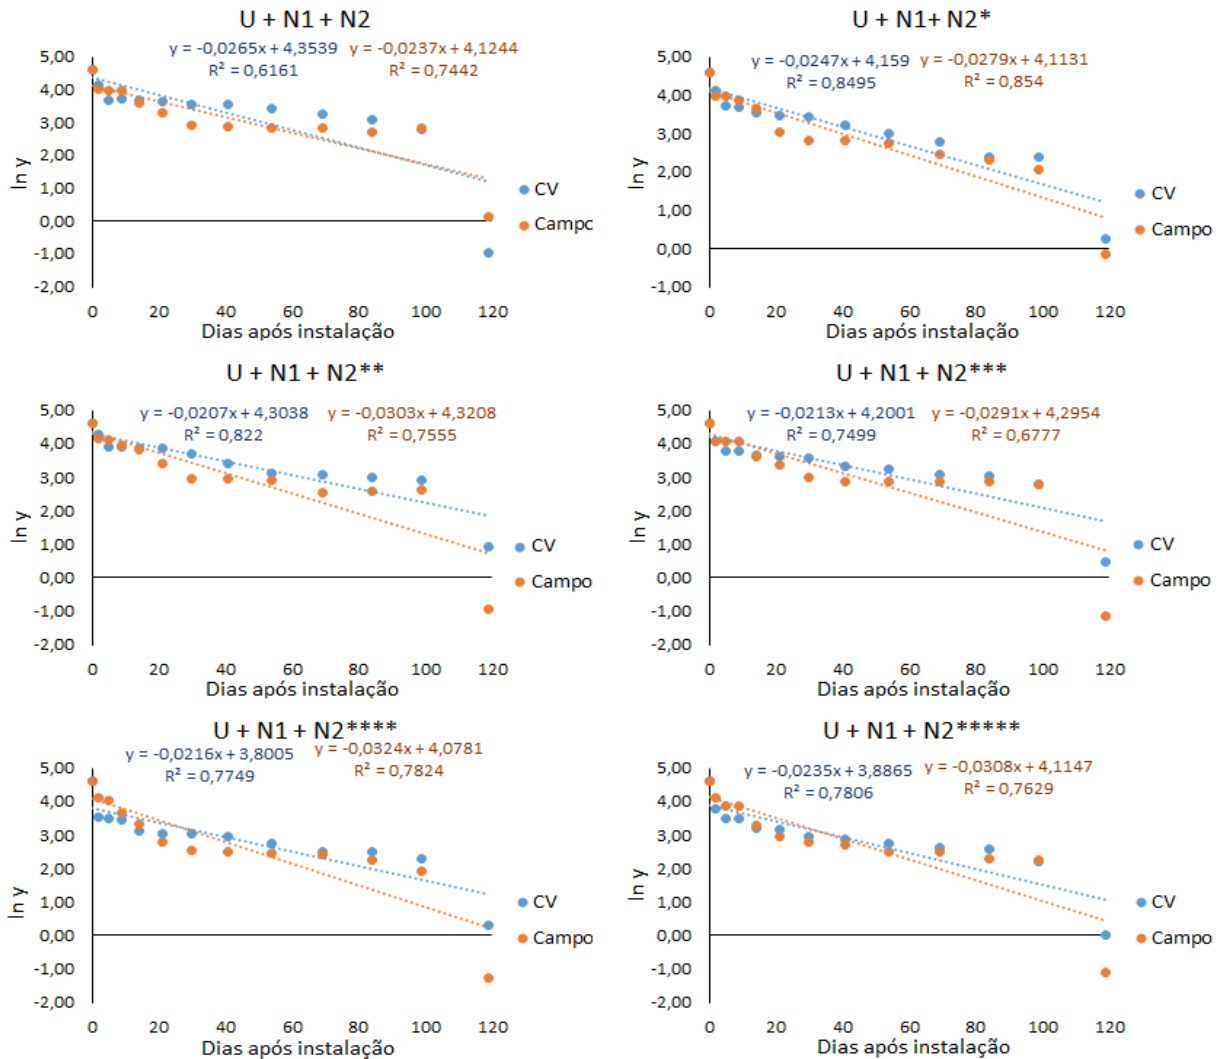 U + N1 + N2
y = -0,0265x + 4,3539
R² = 0,6161
y = -0,0237x + 4,1244
R² = 0,7442
5,00
4,00
3,00
2,00
1,00
0,00
-1,00
-2,00
ln y
0 20 40 60 80 100 120
Dias após instalação
CV
Campo
U + N1+ N2*
y = -0,0247x + 4,159
R² = 0,8495
y = -0,0279x + 4,1131
R² = 0,854
5,00
4,00
3,00
2,00
1,00
0,00
-1,00
ln y
0 20 40 60 80 100 120
Dias após instalação
CV
Campo
U + N1 + N2**
y = -0,0207x + 4,3038
R² = 0,822
y = -0,0303x + 4,3208
R² = 0,7555
5,00
4,00
3,00
2,00
1,00
0,00
-1,00
-2,00
ln y
0 20 40 60 80 100 120
Dias após instalação
CV
Campo
U + N1 + N2***
y = -0,0213x + 4,2001
R² = 0,7499
y = -0,0291x + 4,2954
R² = 0,6777
5,00
4,00
3,00
2,00
1,00
0,00
-1,00
-2,00
ln y
0 20 40 60 80 100 120
Dias após instalação
CV
Campo
U + N1 + N2****
y = -0,0216x + 3,8005
R² = 0,7749
y = -0,0324x + 4,0781
R² = 0,7824
5,00
4,00
3,00
2,00
1,00
0,00
-1,00
-2,00
ln y
0 20 40 60 80 100 120
Dias após instalação
CV
Campo
U + N1 + N2*****
y = -0,0235x + 3,8865
R² = 0,7806
y = -0,0308x + 4,1147
R² = 0,7629
5,00
4,00
3,00
2,00
1,00
0,00
-1,00
-2,00
ln y
0 20 40 60 80 100 120
Dias após instalação
CV
Campo